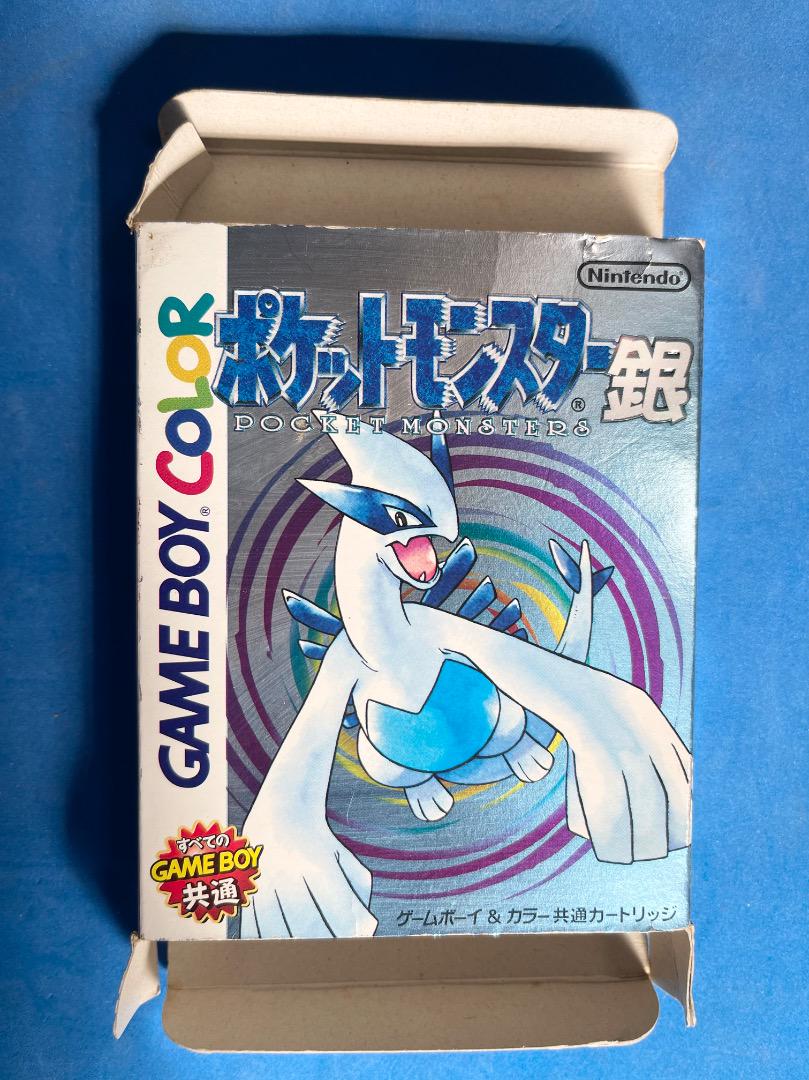 Nintendo®
ポケットモンスター®銀
POCKET MONSTERS
GAME BOY® COLOR
すべての
GAME BOY
共通
ゲームボーイ & カラー共通カートリッジ